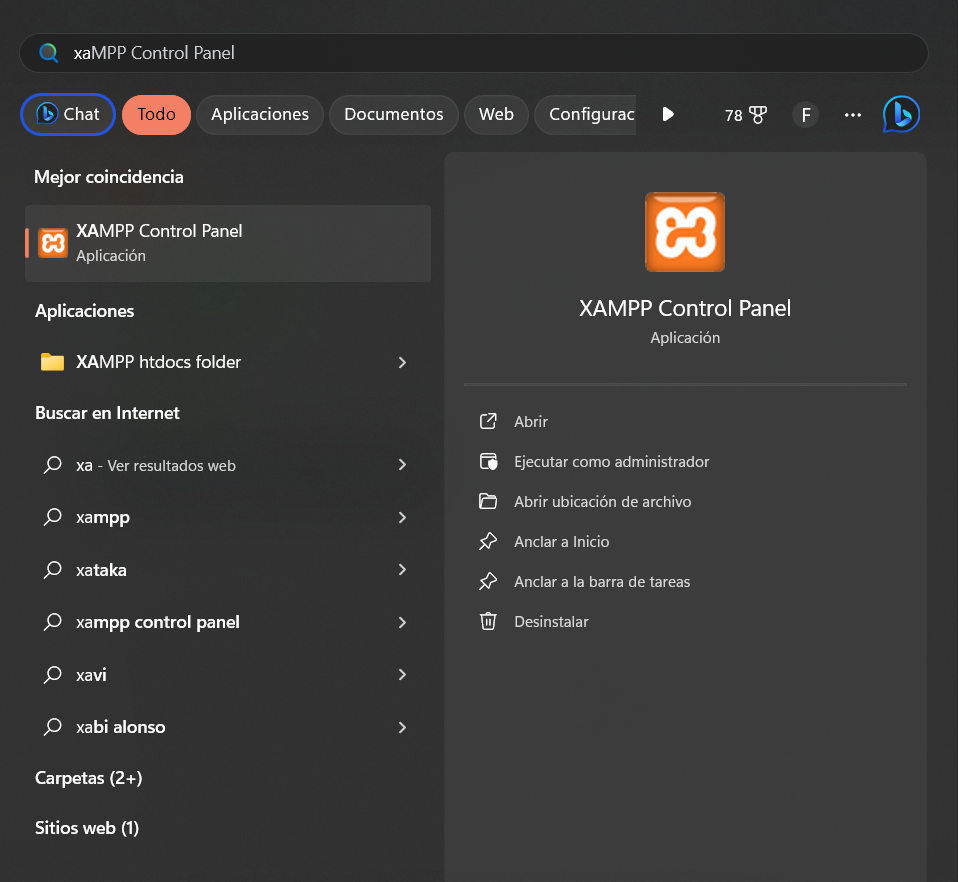 xaMPP Control Panel
Chat
Todo
Aplicaciones
Documentos
Web
Configurac
78
F
Mejor coincidencia
XAMPP Control Panel
Aplicación
Aplicaciones
XAMPP htdocs folder
Buscar en Internet
xa - Ver resultados web
xampp
xataka
xampp control panel
xavi
xabi alonso
Carpetas (2+)
Sitios web (1)
XAMPP Control Panel
Aplicación
Abrir
Ejecutar como administrador
Abrir ubicación de archivo
Anclar a Inicio
Anclar a la barra de tareas
Desinstalar